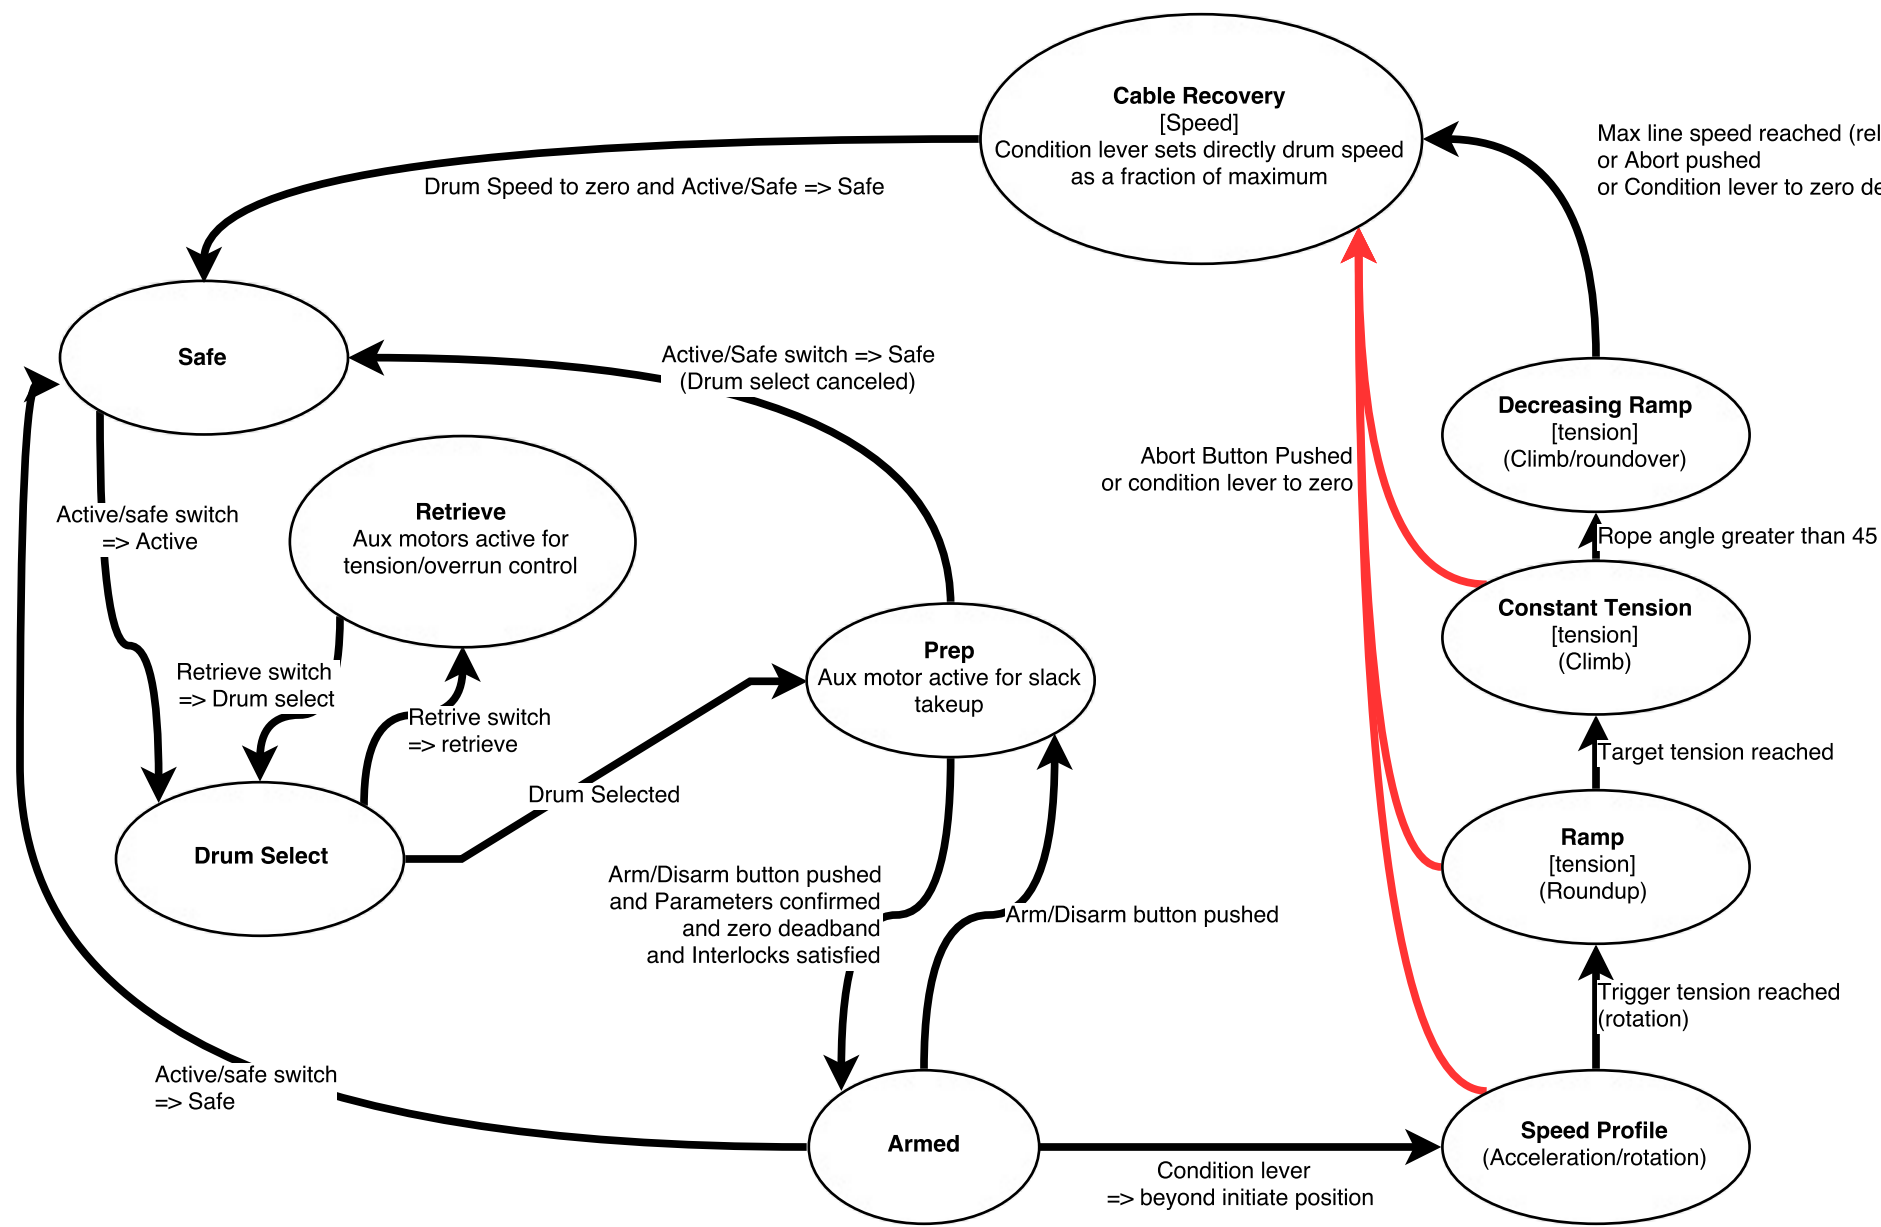 Cable Recovery
[Speed]
Condition lever sets directly drum speed
as a fraction of maximum
Max line speed reached
or Abort pushed
or Condition lever to zero
Drum Speed to zero and Active/Safe => Safe
Safe
Active/Safe switch => Safe
(Drum select canceled)
Decreasing Ramp
[tension]
(Climb/roundover)
Abort Button Pushed
or condition lever to zero
Active/safe switch
=> Active
Retrieve
Aux motors active for
tension/overrun control
Rope angle greater than 45
Constant Tension
[tension]
(Climb)
Prep
Aux motor active for slack
takeup
Retrieve switch
=> Drum select
Retrive switch
=> retrieve
Target tension reached
Drum Selected
Drum Select
Ramp
[tension]
(Roundup)
Arm/Disarm button pushed
and Parameters confirmed
and zero deadband
and Interlocks satisfied
Arm/Disarm button pushed
Trigger tension reached
(rotation)
Active/safe switch
=> Safe
Armed
Speed Profile
(Acceleration/rotation)
Condition lever
=> beyond initiate position